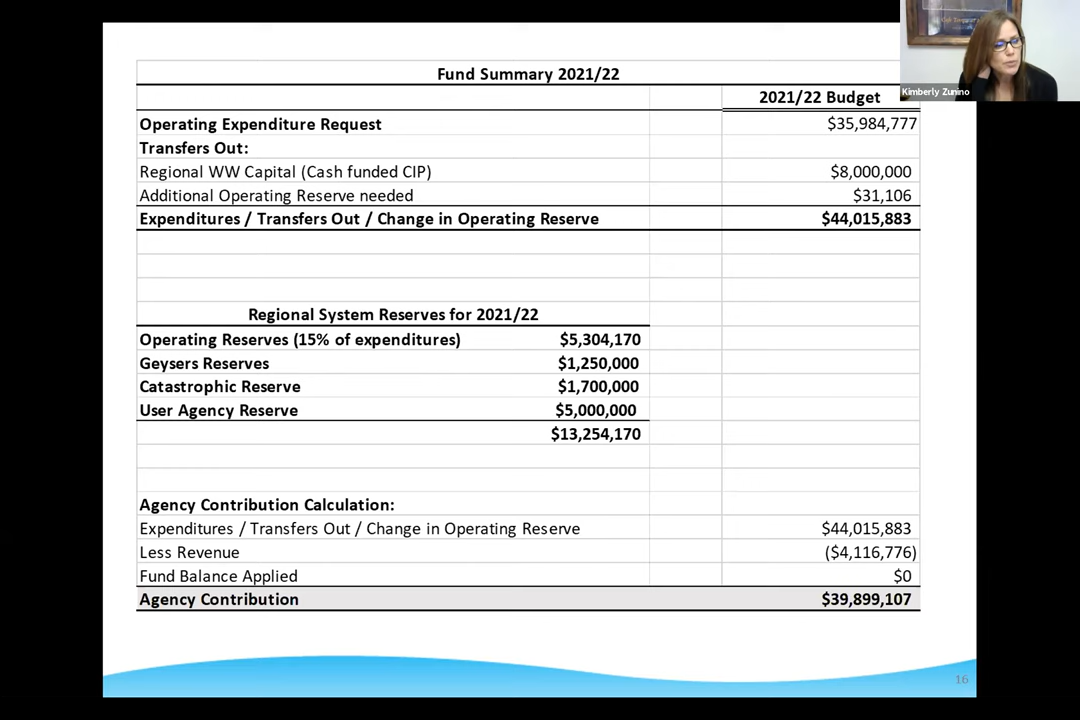 Fund Summary 2021/22
2021/22 Budget
Kimberly Zunino
Operating Expenditure Request $35,984,777
Transfers Out:
Regional WW Capital (Cash funded CIP) $8,000,000
Additional Operating Reserve needed $31,106
Expenditures / Transfers Out / Change in Operating Reserve $44,015,883
Regional System Reserves for 2021/22
Operating Reserves (15% of expenditures) $5,304,170
Geysers Reserves $1,250,000
Catastrophic Reserve $1,700,000
User Agency Reserve $5,000,000
$13,254,170
Agency Contribution Calculation:
Expenditures / Transfers Out / Change in Operating Reserve $44,015,883
Less Revenue ($4,116,776)
Fund Balance Applied $0
Agency Contribution $39,899,107
16